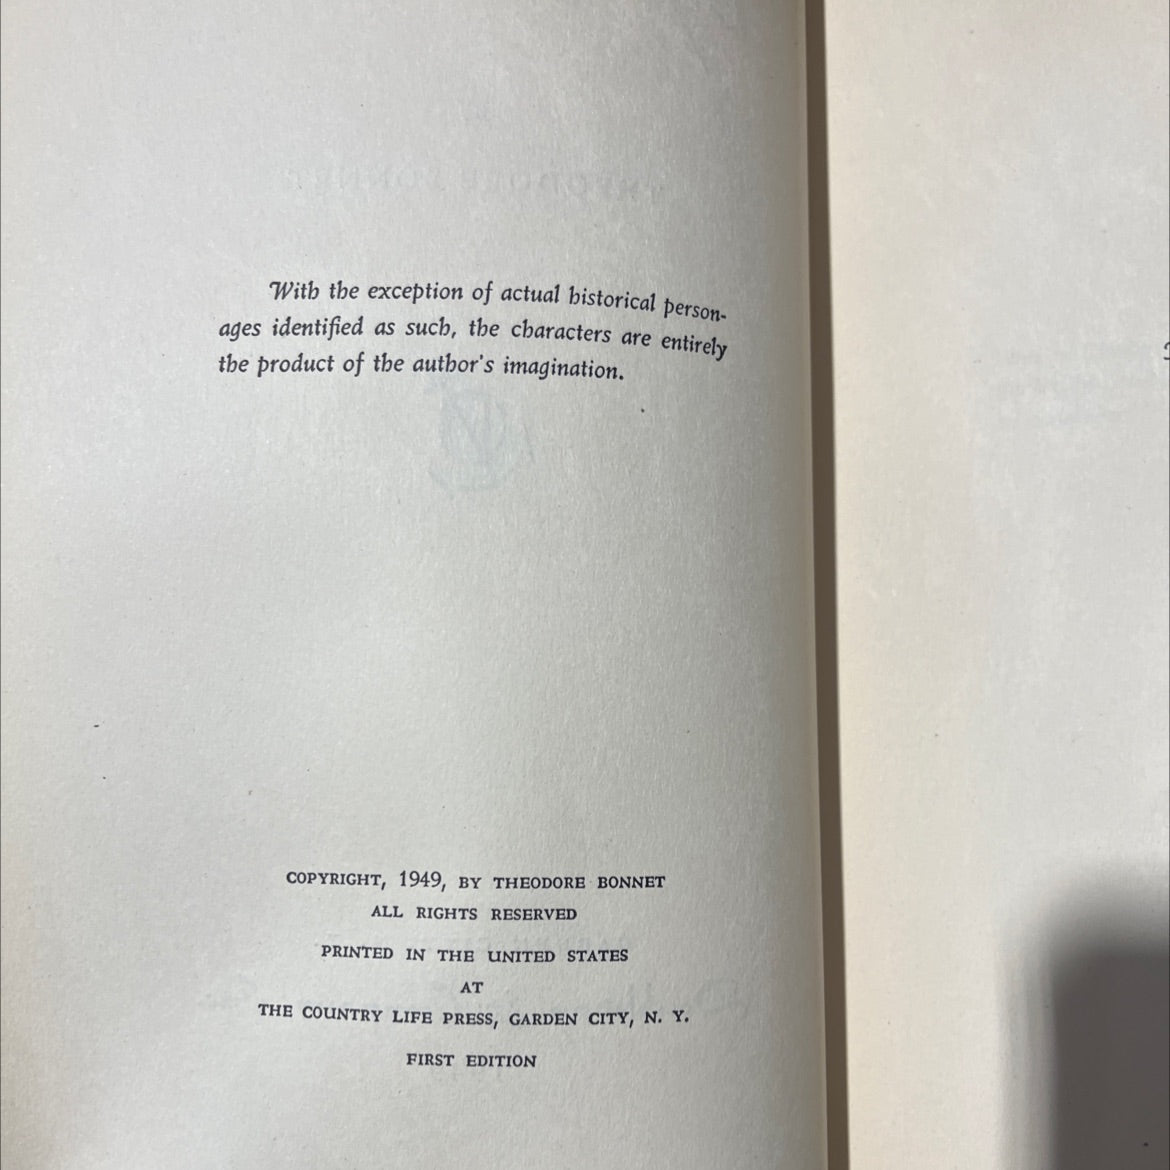 With the exception of actual historical person-
ages identified as such, the characters are entirely
the product of the author's imagination.
COPYRIGHT, 1949, BY THEODORE BONNET
ALL RIGHTS RESERVED
PRINTED IN THE UNITED STATES
AT
THE COUNTRY LIFE PRESS, GARDEN CITY, N. Y.
FIRST EDITION